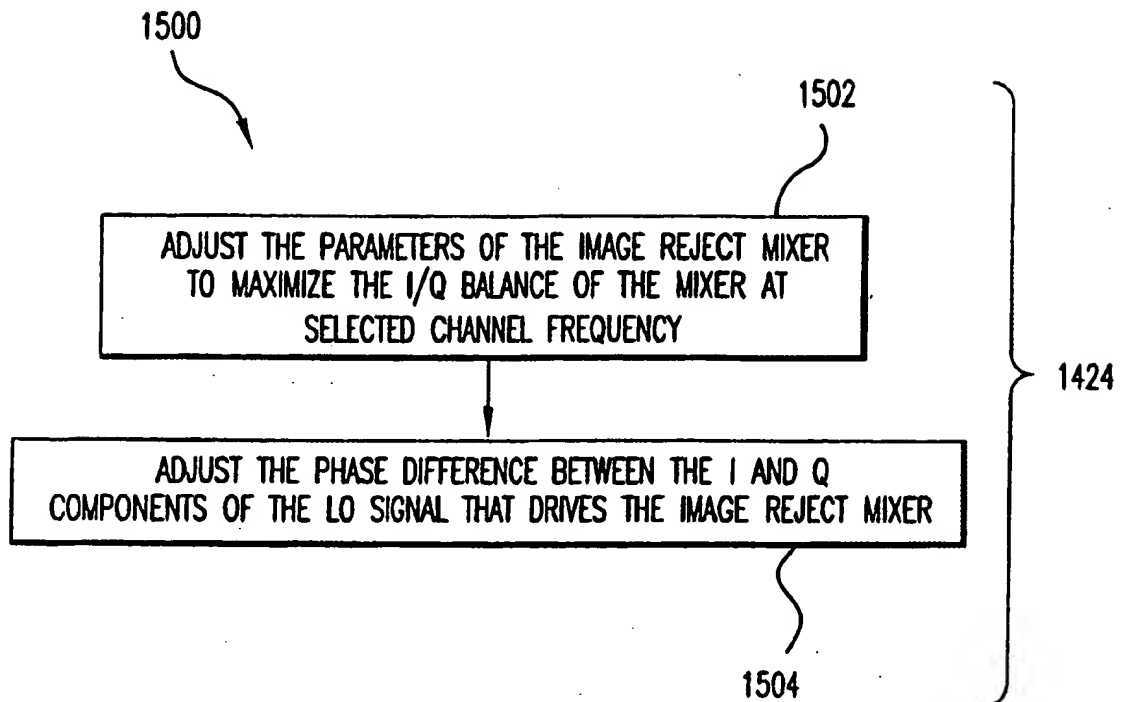 1500
1502
ADJUST THE PARAMETERS OF THE IMAGE REJECT MIXER
TO MAXIMIZE THE I/Q BALANCE OF THE MIXER AT
SELECTED CHANNEL FREQUENCY
1424
ADJUST THE PHASE DIFFERENCE BETWEEN THE I AND Q
COMPONENTS OF THE LO SIGNAL THAT DRIVES THE IMAGE REJECT MIXER
1504